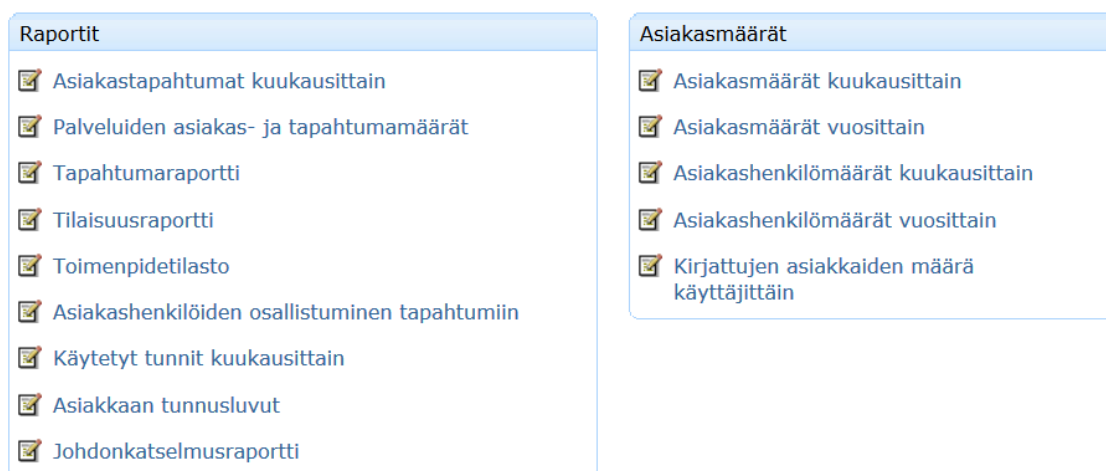 Raportit
Asiakastapahtumat kuukausittain
Palveluiden asiakas- ja tapahtumamäärät
Tapahtumaraportti
Tilaisuusraportti
Toimenpidetilasto
Asiakashenkilöiden osallistuminen tapahtumiin
Käytetyt tunnit kuukausittain
Asiakkaan tunnusluvut
Johdonkatselmusraportti
Asiakasmäärät
Asiakasmäärät kuukausittain
Asiakasmäärät vuosittain
Asiakashenkilömäärät kuukausittain
Asiakashenkilömäärät vuosittain
Kirjattujen asiakkaiden määrä
käyttäjittäin